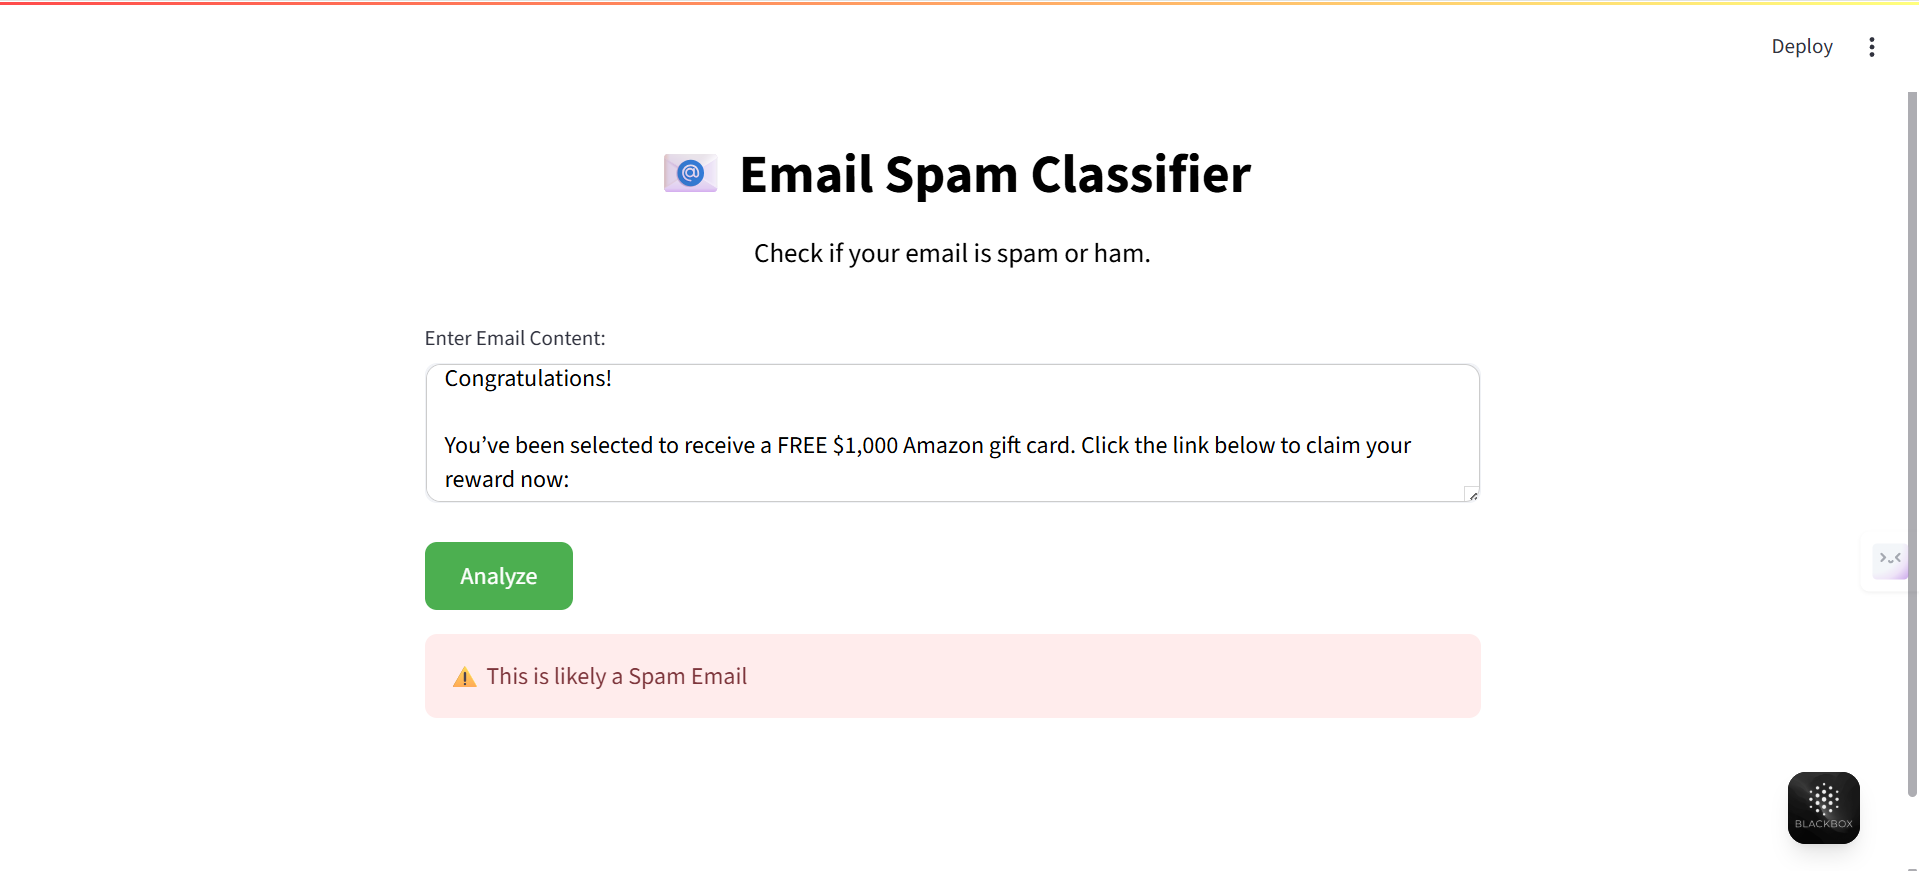 Deploy
Email Spam Classifier
Check if your email is spam or ham.
Enter Email Content:
Congratulations!
You’ve been selected to receive a FREE $1,000 Amazon gift card. Click the link below to claim your
reward now:
Analyze
This is likely a Spam Email
BLACKBOX